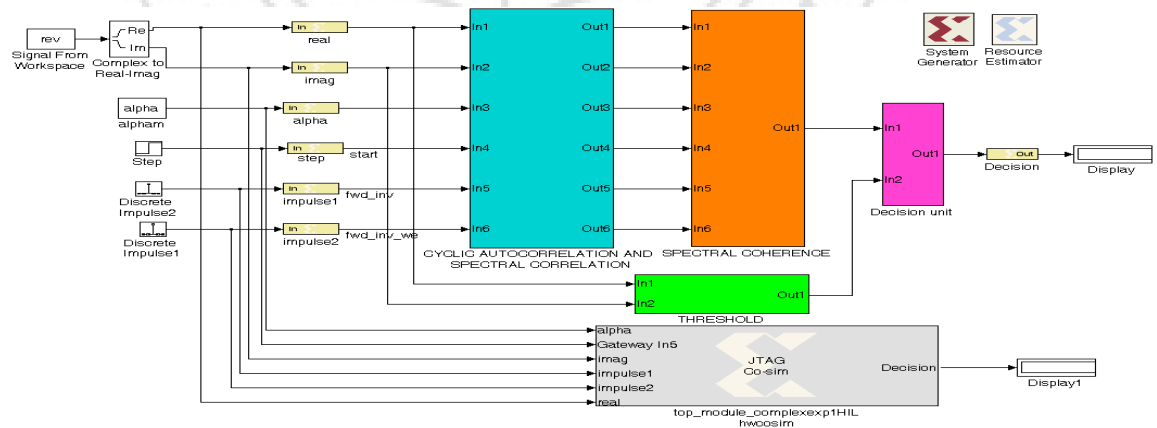 rev
Signal From
Workspace
Re
Im
Complex to
Real-Imag
In
real
In
imag
alpha
alpham
In
alpha
Step
In
step
start
Discrete
Impulse2
In
impulse1
fwd_inv
Discrete
Impulse1
In
impulse2
fwd_inv_we
In1
In2
In3
In4
In5
In6
Out1
Out2
Out3
Out4
Out5
Out6
CYCLIC AUTOCORRELATION AND
SPECTRAL CORRELATION
In1
In2
In3
In4
In5
In6
Out1
SPECTRAL COHERENCE
System
Generator
Resource
Estimator
In1
In2
Out1
Decision unit
Out
Decision
Display
In1
In2
Out1
THRESHOLD
alpha
Gateway In5
imag
impulse1
impulse2
real
JTAG
Co-sim
Decision
top_module_complexexp1HIL
hwcosim
Display1